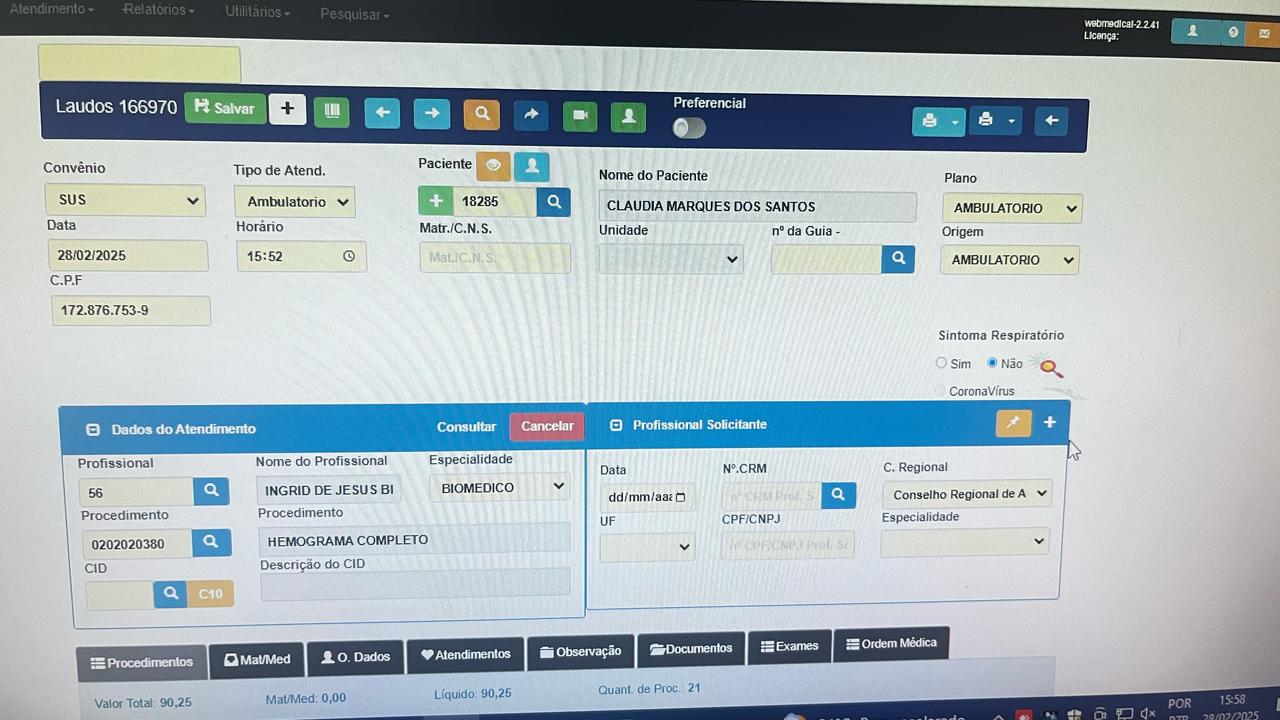 Atendimento
Relatórios
Utilitários
Pesquisar
webmedical-2.2.41
Licença:
Laudos 166970
Salvar
Preferencial
Convênio
Tipo de Atend.
Paciente
Nome do Paciente
Plano
SUS
Ambulatorio
18285
CLAUDIA MARQUES DOS SANTOS
AMBULATORIO
Data
Horário
Matr./C.N.S.
Unidade
nº da Guia -
Origem
28/02/2025
15:52
Mat./C.N.S.
AMBULATORIO
C.P.F
172.876.753-9
Sintoma Respiratório
Sim
Não
CoronaVírus
Dados do Atendimento
Consultar
Cancelar
Profissional Solicitante
Profissional
Nome do Profissional
Especialidade
Data
Nº.CRM
C. Regional
56
INGRID DE JESUS BI
BIOMEDICO
dd/mm/aaa
nº CRM Prof. S
Conselho Regional de A
Procedimento
Procedimento
UF
CPF/CNPJ
Especialidade
0202020380
HEMOGRAMA COMPLETO
nº CPF/CNPJ Prof. So
CID
Descrição do CID
C10
Procedimentos
Mat/Med
O. Dados
Atendimentos
Observação
Documentos
Exames
Ordem Médica
Valor Total: 90,25
Mat/Med: 0,00
Líquido: 90,25
Quant. de Proc.: 21
POR
15:58
28/02/2025